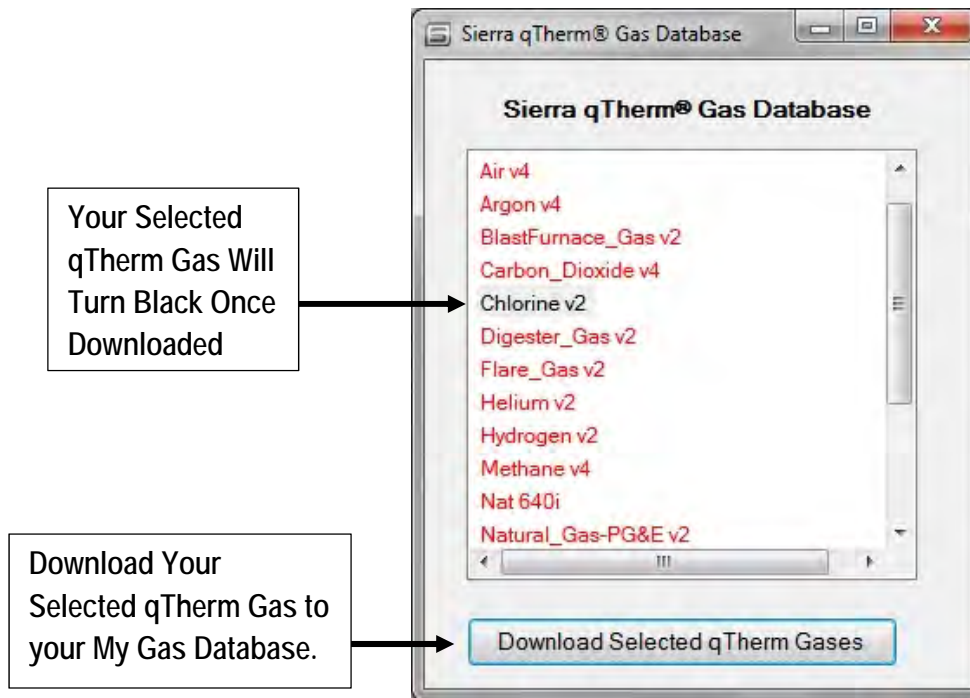 Sierra qTherm® Gas Database
Sierra qTherm® Gas Database
Air v4
Argon v4
BlastFurnace_Gas v2
Carbon_Dioxide v4
Chlorine v2
Digester_Gas v2
Flare_Gas v2
Helium v2
Hydrogen v2
Methane v4
Nat 640i
Natural_Gas-PG&E v2
Download Selected qTherm Gases
Your Selected
qTherm Gas Will
Turn Black Once
Downloaded
Download Your
Selected qTherm Gas to
your My Gas Database.